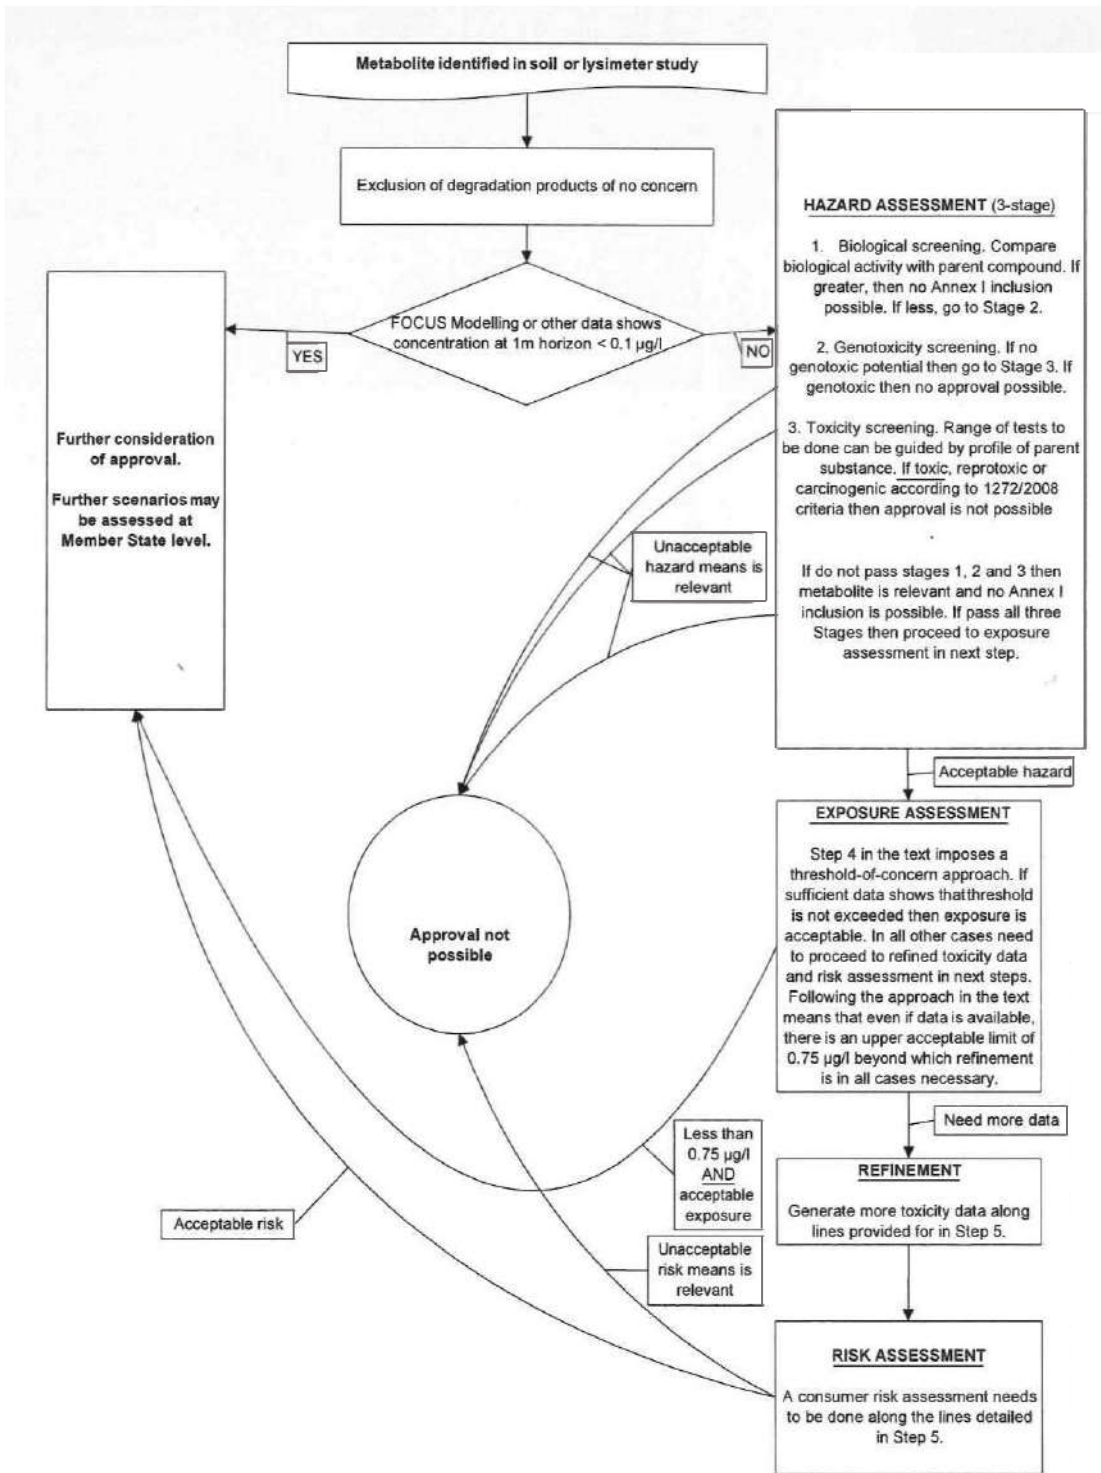 Metabolite identified in soil or lysimeter study
Exclusion of degradation products of no concern
FOCUS Modelling or other data shows
concentration at 1m horizon < 0.1 µg/l
YES
NO
Further consideration
of approval.
Further scenarios may
be assessed at
Member State level.
HAZARD ASSESSMENT (3-stage)
1. Biological screening. Compare
biological activity with parent compound. If
greater, then no Annex I inclusion
possible. If less, go to Stage 2.
2. Genotoxicity screening. If no
genotoxic potential then go to Stage 3. If
genotoxic then no approval possible.
3. Toxicity screening. Range of tests to
be done can be guided by profile of parent
substance. If toxic, reprotoxic or
carcinogenic according to 1272/2008
criteria then approval is not possible
If do not pass stages 1, 2 and 3 then
metabolite is relevant and no Annex I
inclusion is possible. If pass all three
Stages then proceed to exposure
assessment in next step.
Unacceptable
hazard means is
relevant
Acceptable hazard
Approval not
possible
EXPOSURE ASSESSMENT
Step 4 in the text imposes a
threshold-of-concern approach. If
sufficient data shows that threshold
is not exceeded then exposure is
acceptable. In all other cases need
to proceed to refined toxicity data
and risk assessment in next steps.
Following the approach in the text
means that even if data is available,
there is an upper acceptable limit of
0.75 µg/l beyond which refinement
is in all cases necessary.
Need more data
Less than
0.75 µg/l
AND
acceptable
exposure
REFINEMENT
Generate more toxicity data along
lines provided for in Step 5.
Acceptable risk
Unacceptable
risk means is
relevant
RISK ASSESSMENT
A consumer risk assessment needs
to be done along the lines detailed
in Step 5.